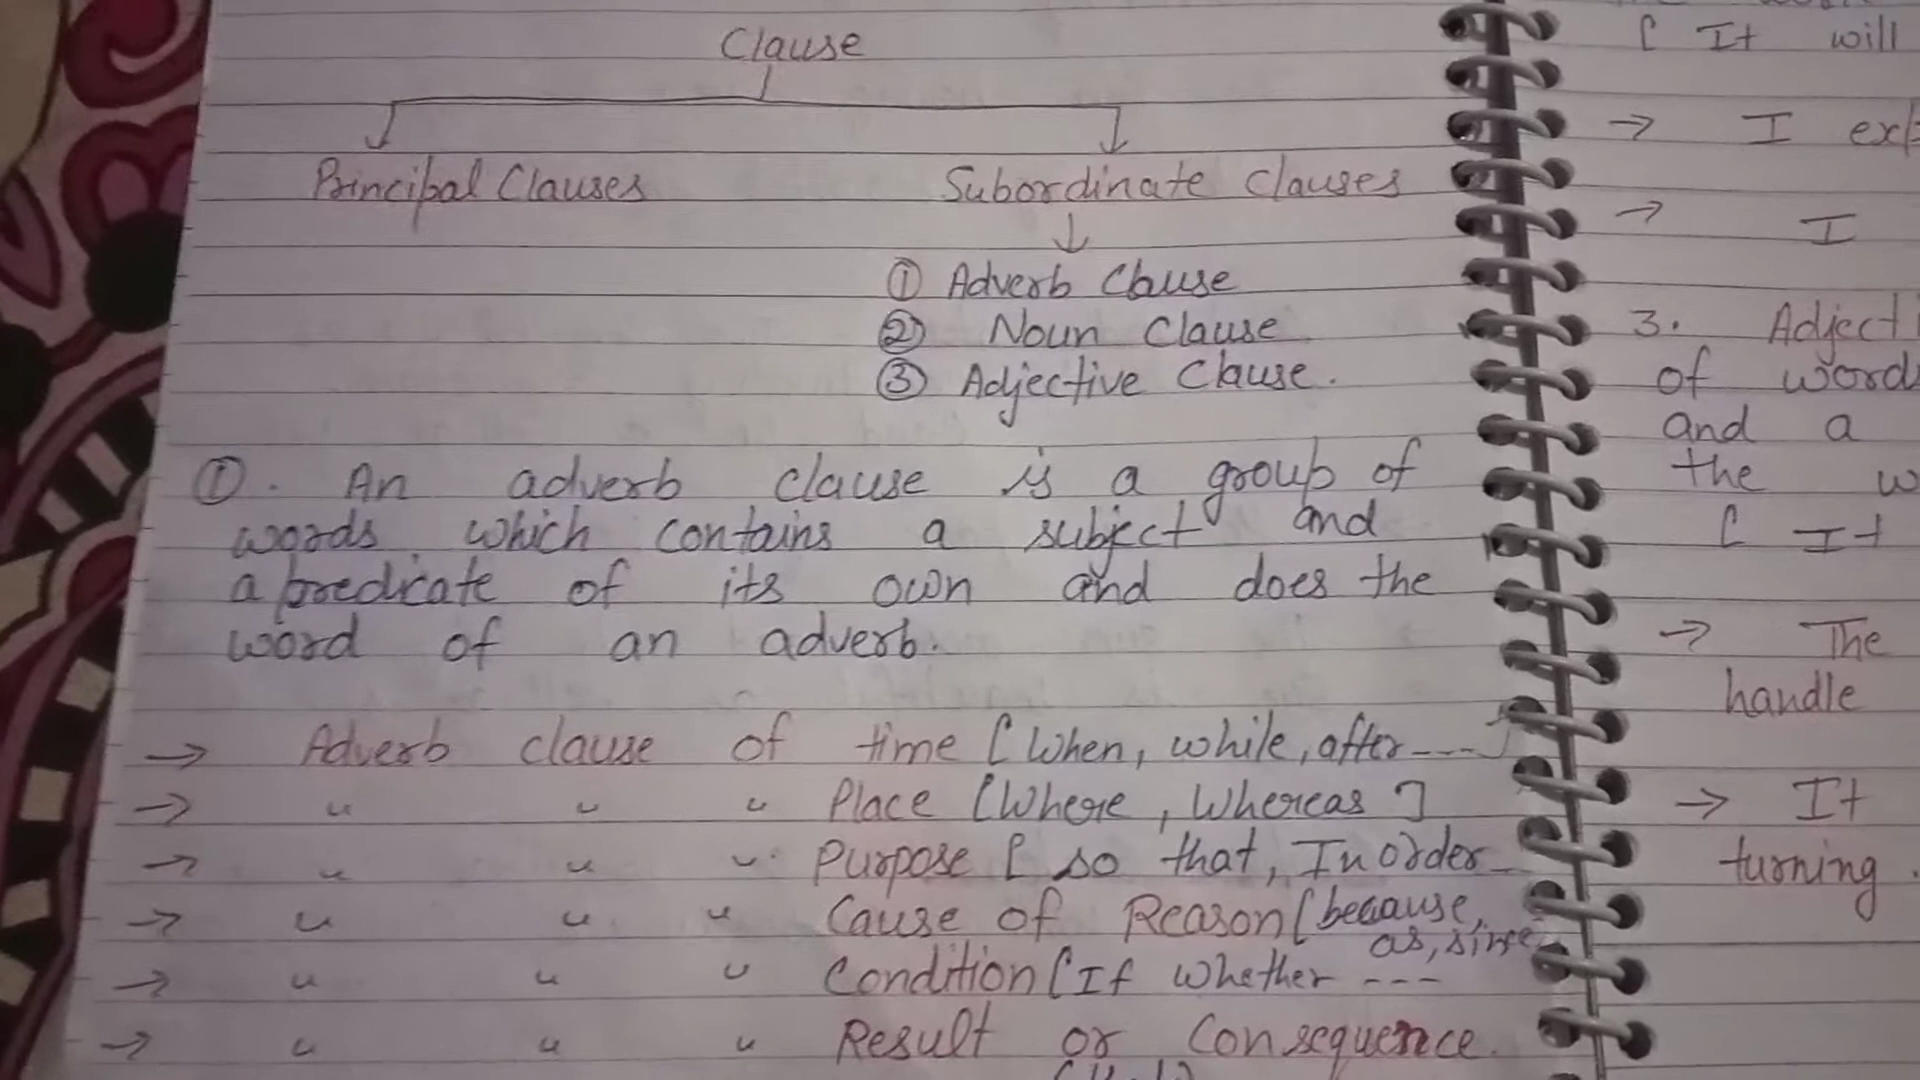 Clause
Principal Clauses
Subordinate Clauses
① Adverb Clause
② Noun Clause
③ Adjective Clause.
①. An adverb clause is a group of
words which contains a subject and
a predicate of its own and does the
word of an adverb.
→ Adverb clause of time [When, while, after ----]
→ " " " Place [Where, Whereas]
→ " " " Purpose [so that, In order
→ " " " Cause of Reason [because,
as, since
→ " " " Condition [If whether ---
→ " " " Result or Consequence.
[ It will
→ I
→ I
3.
of words
and a
the
[ It
→ The
handle
→ It
turning.